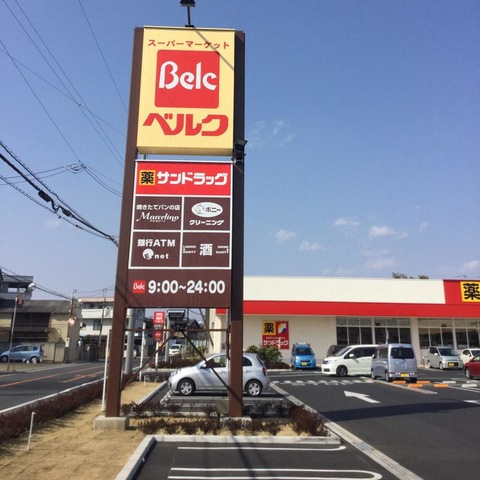 スーパーマーケット
Belc
ベルク
薬 サンドラッグ
焼きたてパンの店
Marcelino
ポニー
クリーニング
銀行ATM
net
酒
Belc 9:00~24:00
薬
薬